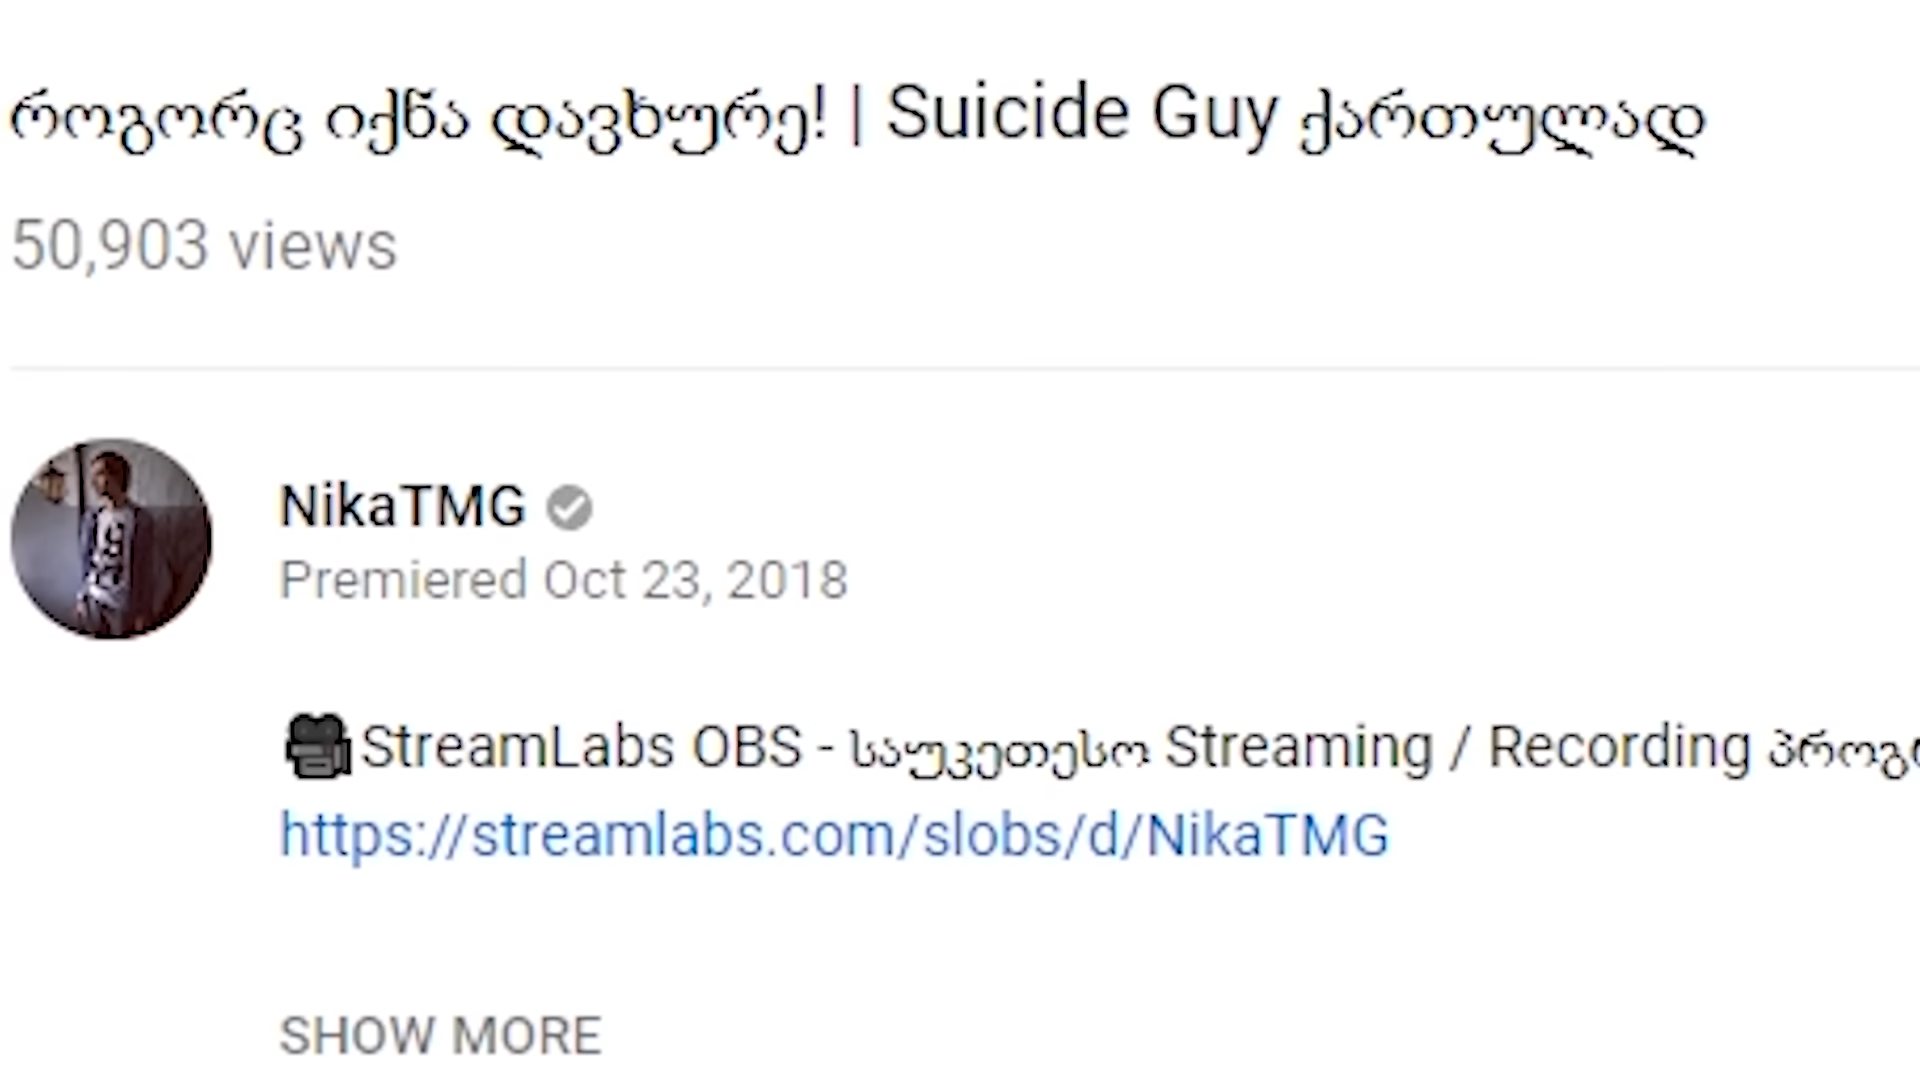 როგორც იქნა დავხურე! | Suicide Guy ქართულად
50,903 views
NikaTMG
Premiered Oct 23, 2018
StreamLabs OBS - საუკეთესო Streaming / Recording
https://streamlabs.com/slobs/d/NikaTMG
SHOW MORE